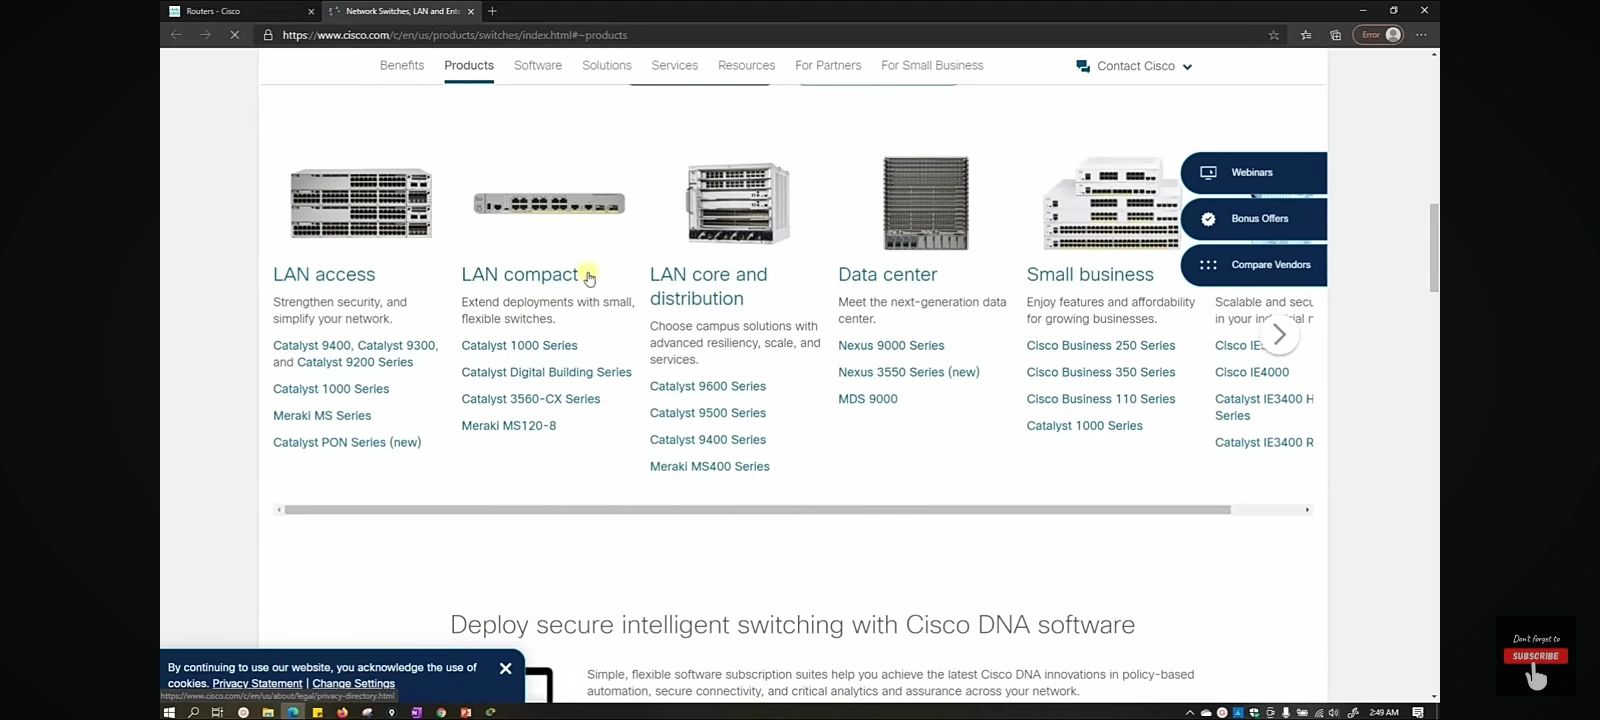 Routers - Cisco
Network Switches, LAN and Ente
https://www.cisco.com/c/en/us/products/switches/index.html#~products
Error
Benefits
Products
Software
Solutions
Services
Resources
For Partners
For Small Business
Contact Cisco
Webinars
Bonus Offers
Compare Vendors
LAN access
Strengthen security, and
simplify your network.
Catalyst 9400, Catalyst 9300,
and Catalyst 9200 Series
Catalyst 1000 Series
Meraki MS Series
Catalyst PON Series (new)
LAN compact
Extend deployments with small,
flexible switches.
Catalyst 1000 Series
Catalyst Digital Building Series
Catalyst 3560-CX Series
Meraki MS120-8
LAN core and
distribution
Choose campus solutions with
advanced resiliency, scale, and
services.
Catalyst 9600 Series
Catalyst 9500 Series
Catalyst 9400 Series
Meraki MS400 Series
Data center
Meet the next-generation data
center.
Nexus 9000 Series
Nexus 3550 Series (new)
MDS 9000
Small business
Enjoy features and affordability
for growing businesses.
Cisco Business 250 Series
Cisco Business 350 Series
Cisco Business 110 Series
Catalyst 1000 Series
Scalable and secu
in your industrial n
Cisco IE5
Cisco IE4000
Catalyst IE3400 H
Series
Catalyst IE3400 R
Deploy secure intelligent switching with Cisco DNA software
Simple, flexible software subscription suites help you achieve the latest Cisco DNA innovations in policy-based
automation, secure connectivity, and critical analytics and assurance across your network.
By continuing to use our website, you acknowledge the use of
cookies. Privacy Statement | Change Settings
https://www.cisco.com/c/en/us/about/legal/privacy-directory.html
2:49 AM
Don't forget to
SUBSCRIBE